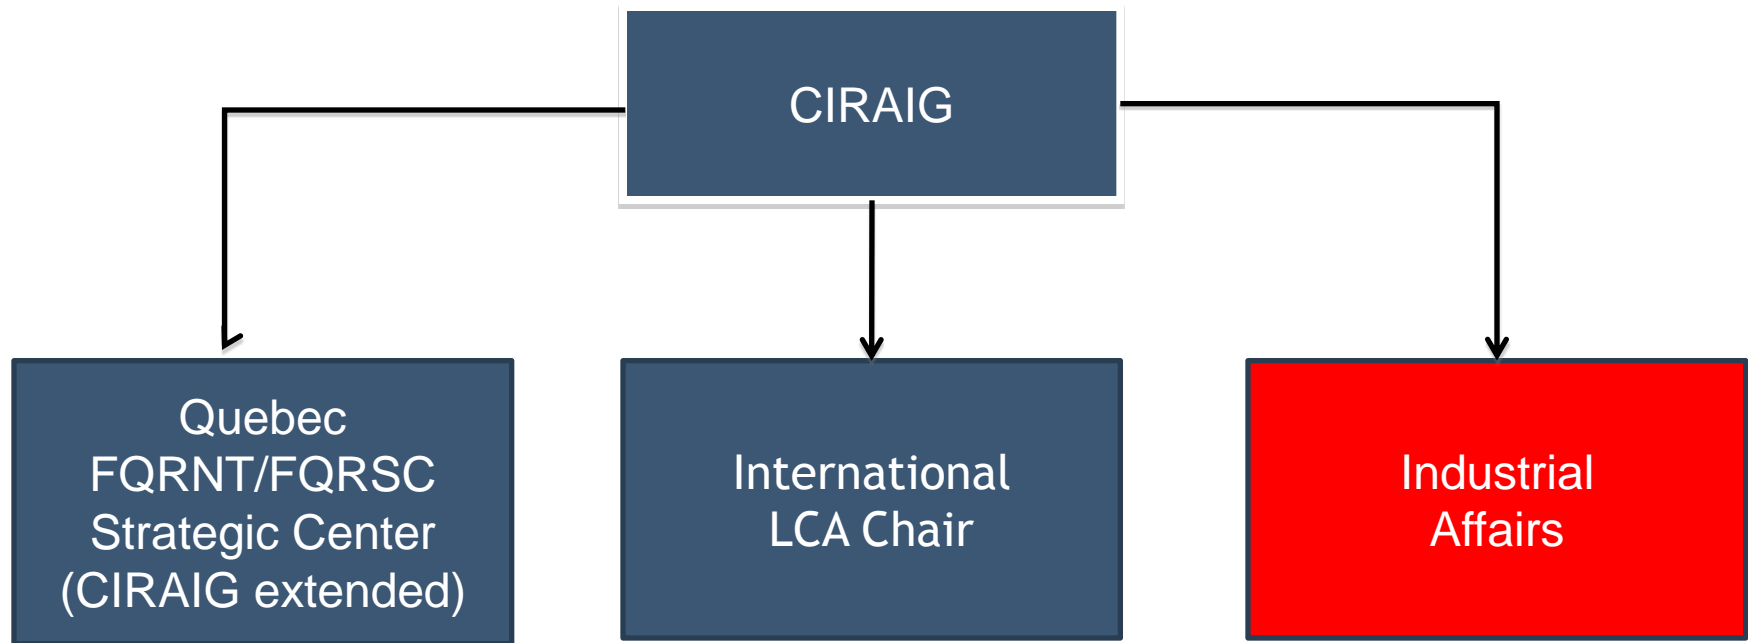 CIRAIG
Quebec
FQRNT/FQRSC
Strategic Center
(CIRAIG extended)
International
LCA Chair
Industrial
Affairs